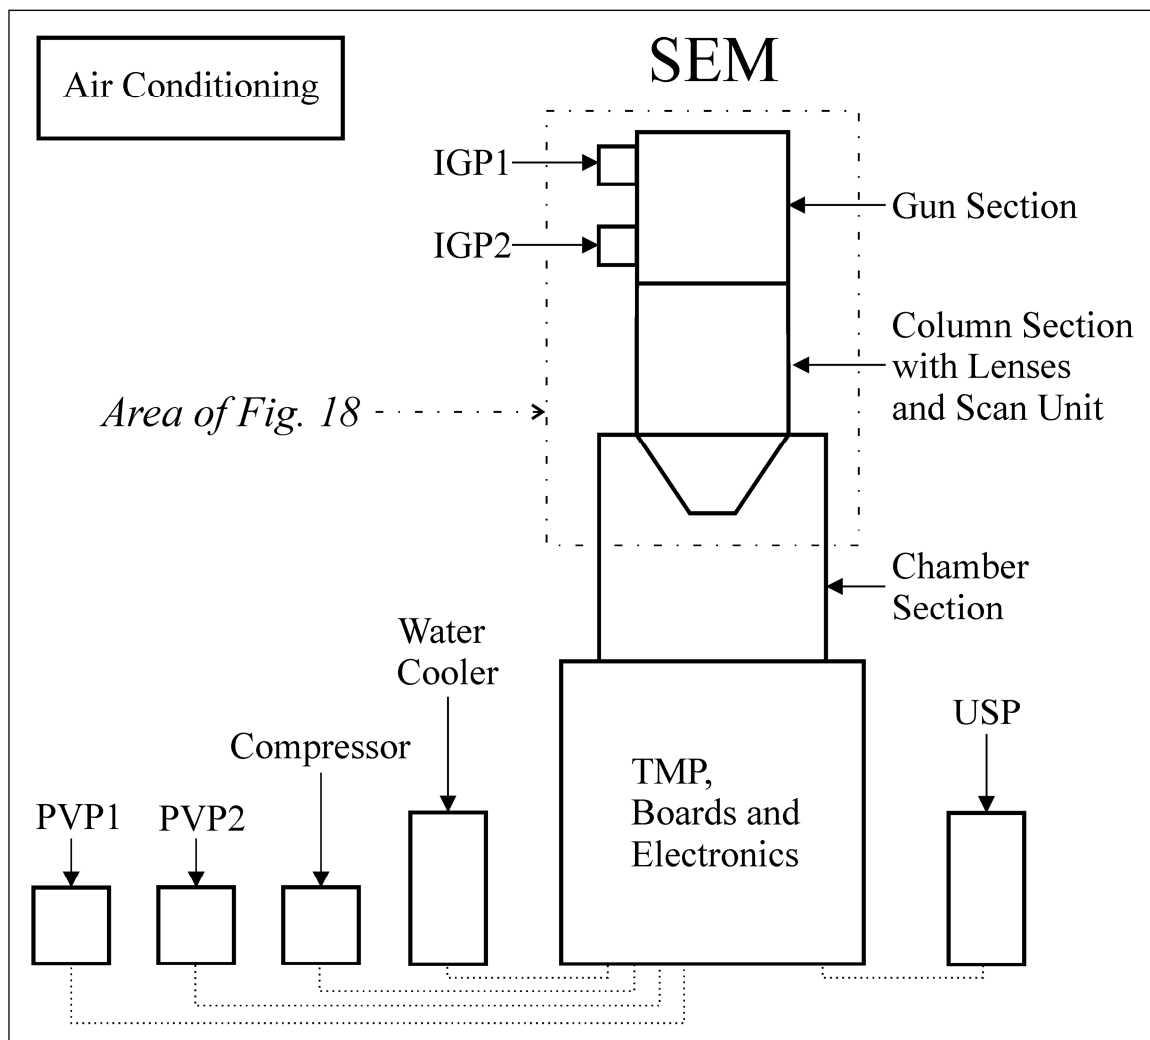 SEM
Air Conditioning
IGP1
Gun Section
IGP2
Column Section
with Lenses
and Scan Unit
Area of Fig. 18
Chamber
Section
Water
Cooler
USP
Compressor
TMP,
Boards and
Electronics
PVP1
PVP2